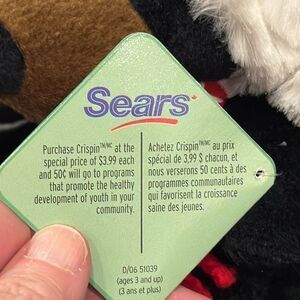 Sears
Purchase Crispin™/MC at the
special price of $3.99 each
and 50¢ will go to programs
that promote the healthy
development of youth in your
community.
Achetez Crispin™/MC au prix
spécial de 3,99 $ chacun, et
nous verserons 50 cents à des
programmes communautaires
qui favorisent la croissance
saine des jeunes.
D/06 51039
(ages 3 and up)
(3 ans et plus)